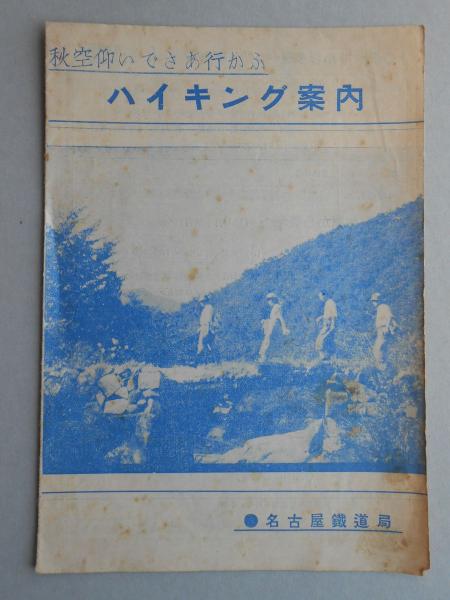 秋空仰いでさあ行かふ
ハイキング案內
●名古屋鐵道局